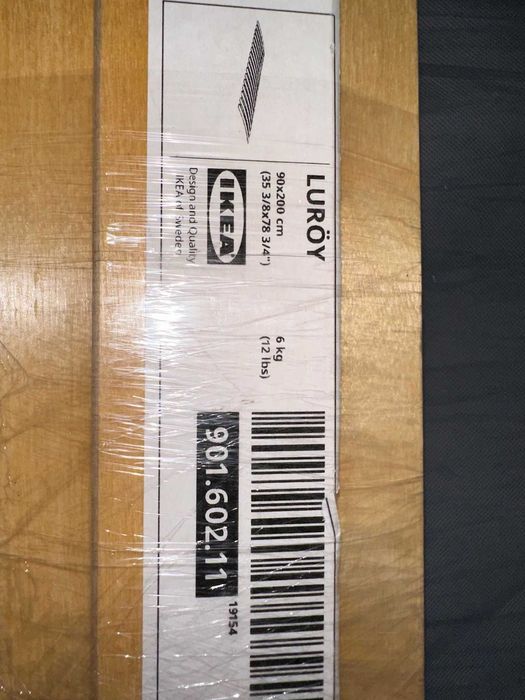 LURÖY
90x200 cm
(35 3/8x78 3/4")
6 kg
(12 lbs)
IKEA
Design and Quality
IKEA of Sweden
901.602.11
19154